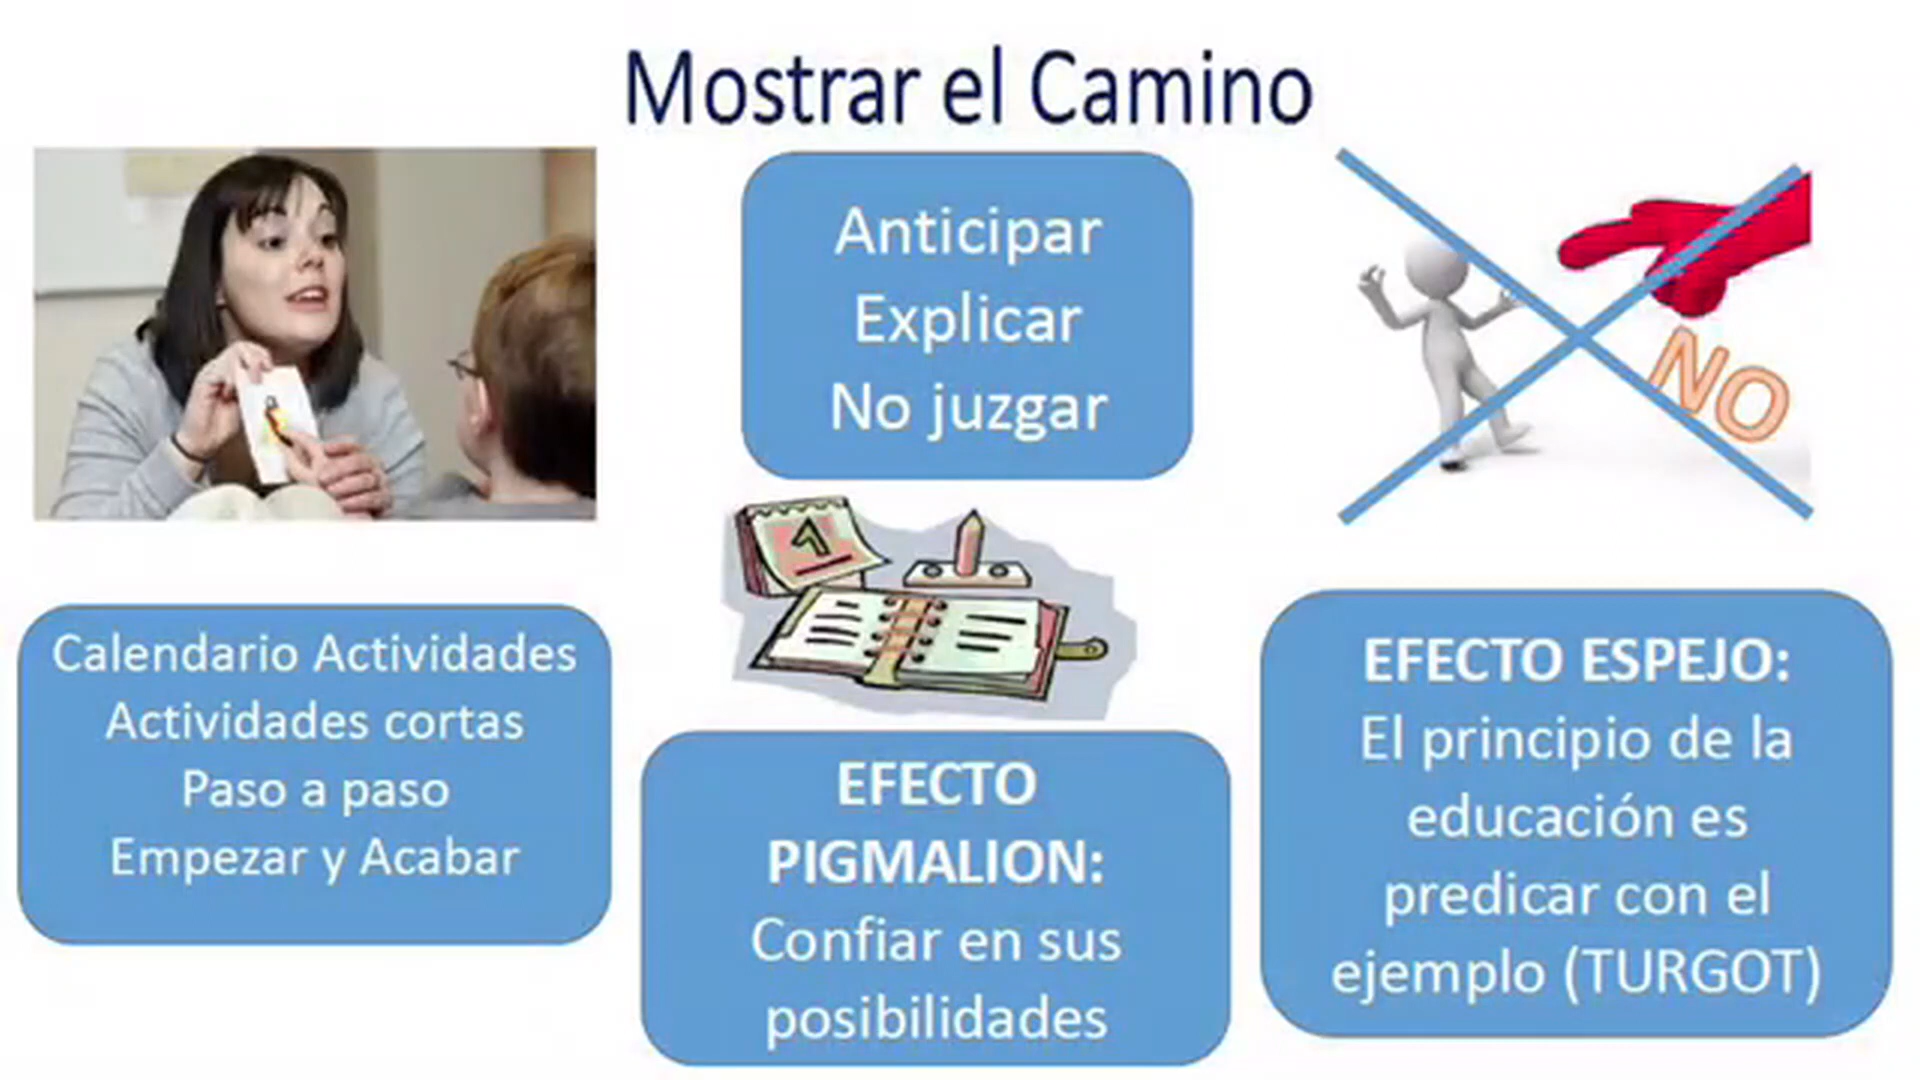 Mostrar el Camino
Anticipar
Explicar
No juzgar
NO
1
Calendario Actividades
Actividades cortas
Paso a paso
Empezar y Acabar
EFECTO
PIGMALION:
Confiar en sus
posibilidades
EFECTO ESPEJO:
El principio de la
educación es
predicar con el
ejemplo (TURGOT)